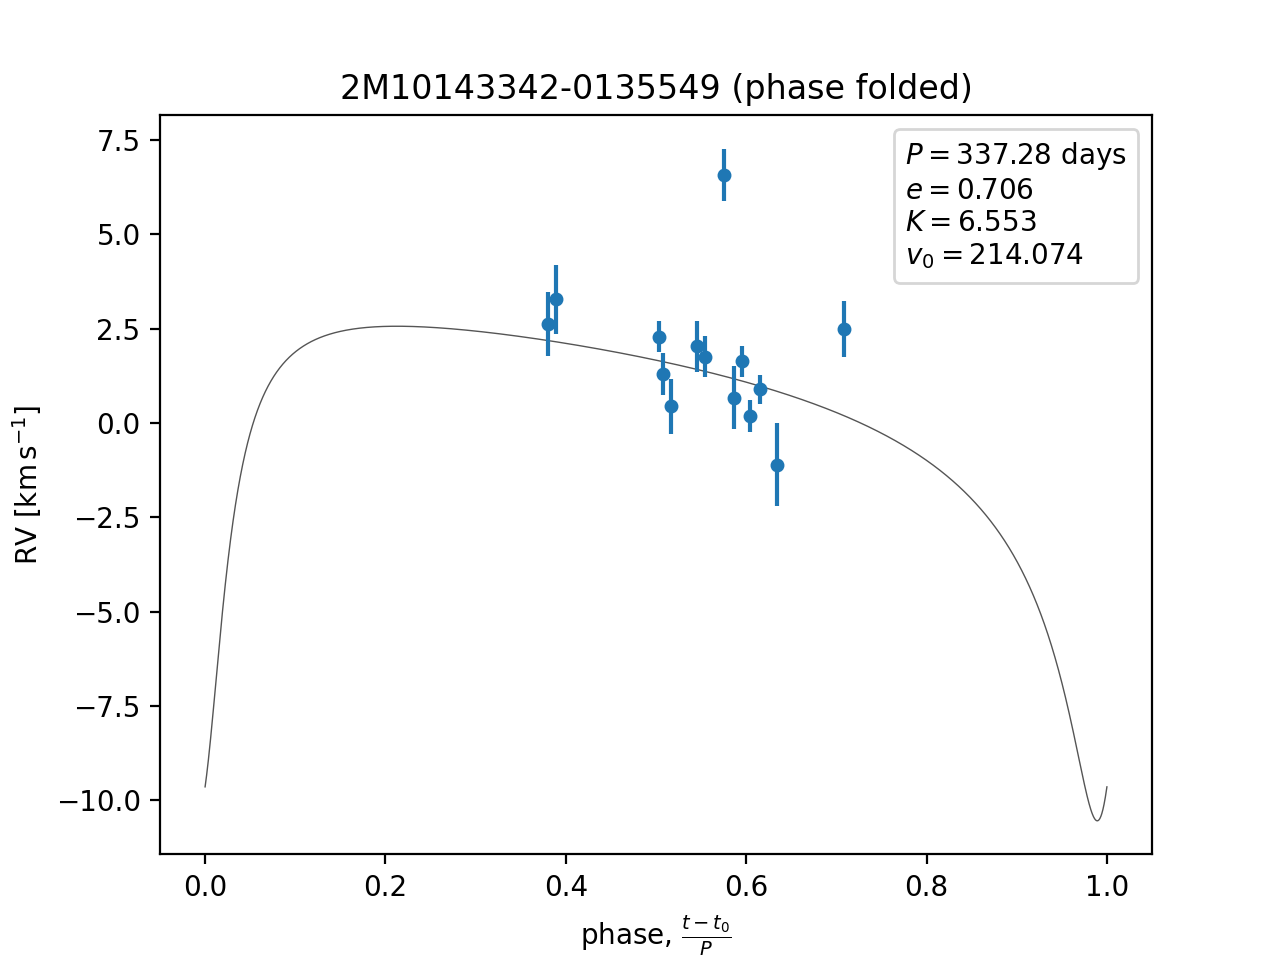 2M10143342-0135549 (phase folded)
P = 337.28 days
e = 0.706
K = 6.553
v₀ = 214.074
7.5
5.0
2.5
0.0
−2.5
−5.0
−7.5
−10.0
RV [km s⁻¹]
0.0 0.2 0.4 0.6 0.8 1.0
phase, (t − t₀)/P